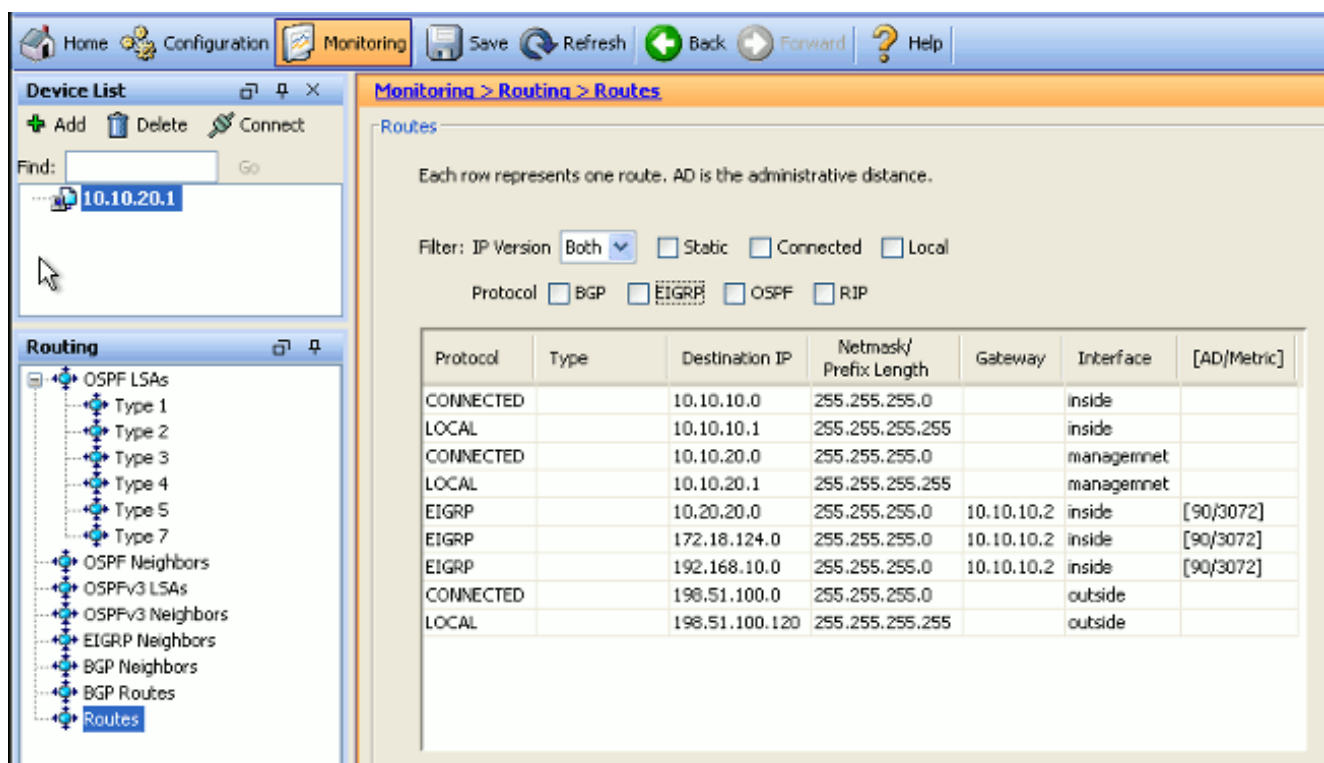 Home Configuration Monitoring Save Refresh Back Forward Help
Device List
Add Delete Connect
Find: Go
10.10.20.1
Routing
OSPF LSAs
Type 1
Type 2
Type 3
Type 4
Type 5
Type 7
OSPF Neighbors
OSPFv3 LSAs
OSPFv3 Neighbors
EIGRP Neighbors
BGP Neighbors
BGP Routes
Routes
Monitoring > Routing > Routes
Routes
Each row represents one route. AD is the administrative distance.
Filter: IP Version Both Static Connected Local
Protocol BGP EIGRP OSPF RIP
Protocol Type Destination IP Netmask/ Prefix Length Gateway Interface [AD/Metric]
CONNECTED 10.10.10.0 255.255.255.0 inside
LOCAL 10.10.10.1 255.255.255.255 inside
CONNECTED 10.10.20.0 255.255.255.0 managemnet
LOCAL 10.10.20.1 255.255.255.255 managemnet
EIGRP 10.20.20.0 255.255.255.0 10.10.10.2 inside [90/3072]
EIGRP 172.18.124.0 255.255.255.0 10.10.10.2 inside [90/3072]
EIGRP 192.168.10.0 255.255.255.0 10.10.10.2 inside [90/3072]
CONNECTED 198.51.100.0 255.255.255.0 outside
LOCAL 198.51.100.120 255.255.255.255 outside